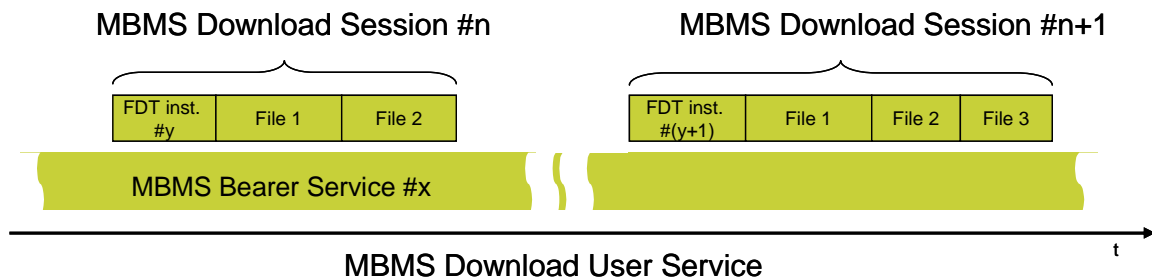 MBMS Download Session #n
MBMS Download Session #n+1
FDT inst.
#y
File 1
File 2
FDT inst.
#(y+1)
File 1
File 2
File 3
MBMS Bearer Service #x
t
MBMS Download User Service